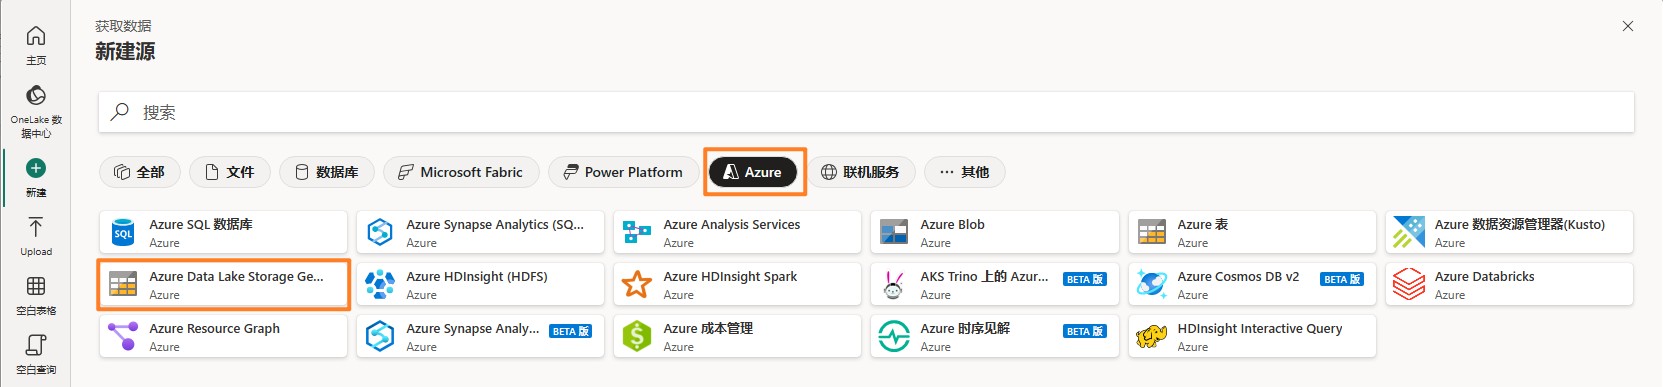 主页
OneLake 数
据中心
新建
Upload
空白表格
空白查询
获取数据
新建源
搜索
全部
文件
数据库
Microsoft Fabric
Power Platform
Azure
联机服务
其他
Azure SQL 数据库
Azure
Azure Synapse Analytics (SQ...
Azure
Azure Analysis Services
Azure
Azure Blob
Azure
Azure 表
Azure
Azure 数据资源管理器(Kusto)
Azure
Azure Data Lake Storage Ge...
Azure
Azure HDInsight (HDFS)
Azure
Azure HDInsight Spark
Azure
AKS Trino 上的 Azur...
BETA 版
Azure
Azure Cosmos DB v2
BETA 版
Azure
Azure Databricks
Azure
Azure Resource Graph
Azure
Azure Synapse Analy...
BETA 版
Azure
Azure 成本管理
Azure
Azure 时序见解
BETA 版
Azure
HDInsight Interactive Query
Azure
SQL